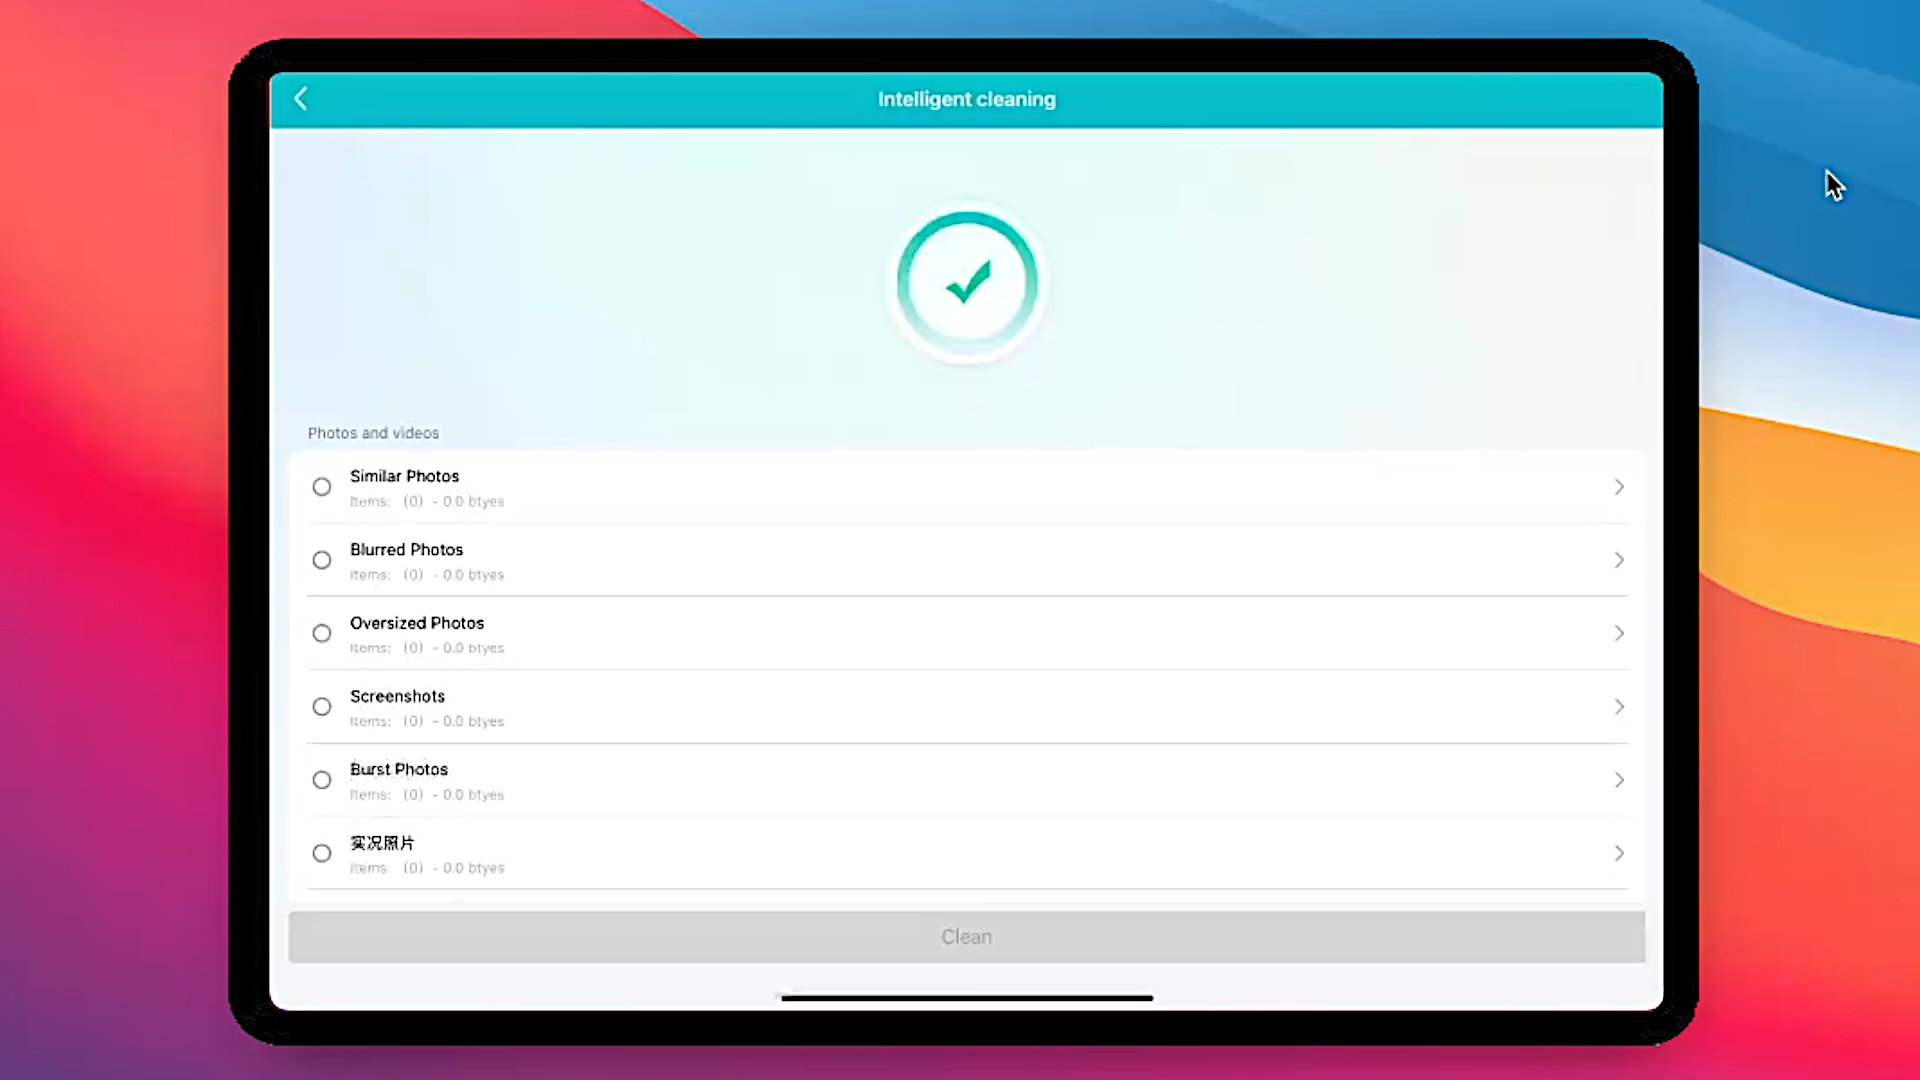 Intelligent cleaning
Photos and videos
Similar Photos
Items: (0) - 0.0 btyes
Blurred Photos
Items: (0) - 0.0 btyes
Oversized Photos
Items: (0) - 0.0 btyes
Screenshots
Items: (0) - 0.0 btyes
Burst Photos
Items: (0) - 0.0 btyes
实况照片
Items: (0) - 0.0 btyes
Clean